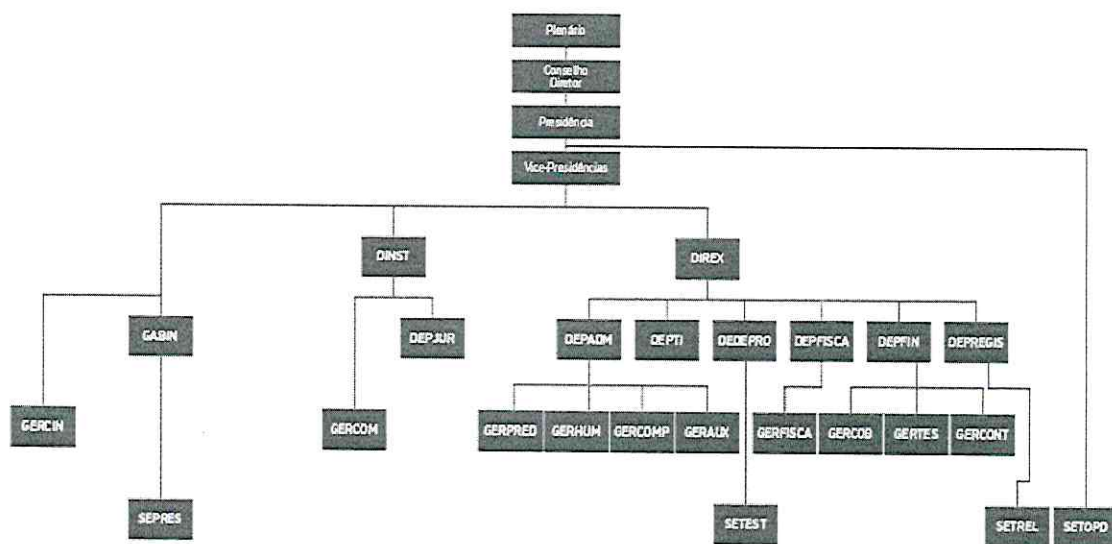 Plenário
Conselho
Diretor
Presidência
Vice-Presidências
DINST
DIREX
GABIN
DEPJUR
DEPADM
DEPTI
DEDEPRO
DEPFISCA
DEPFIN
DEPREGIS
GERCIN
GERCOM
GERPRED
GERHUM
GERCOMP
GERAUX
GERFISCA
GERCOB
GERTES
GERCONT
SEPRES
SETEST
SETREL
SETOPD